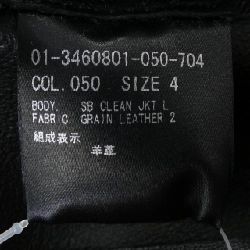 01-3460801-050-704
COL. 050 SIZE 4
BODY. SB CLEAN JKT L
FABRIC. GRAIN LEATHER 2
組成表示
羊革